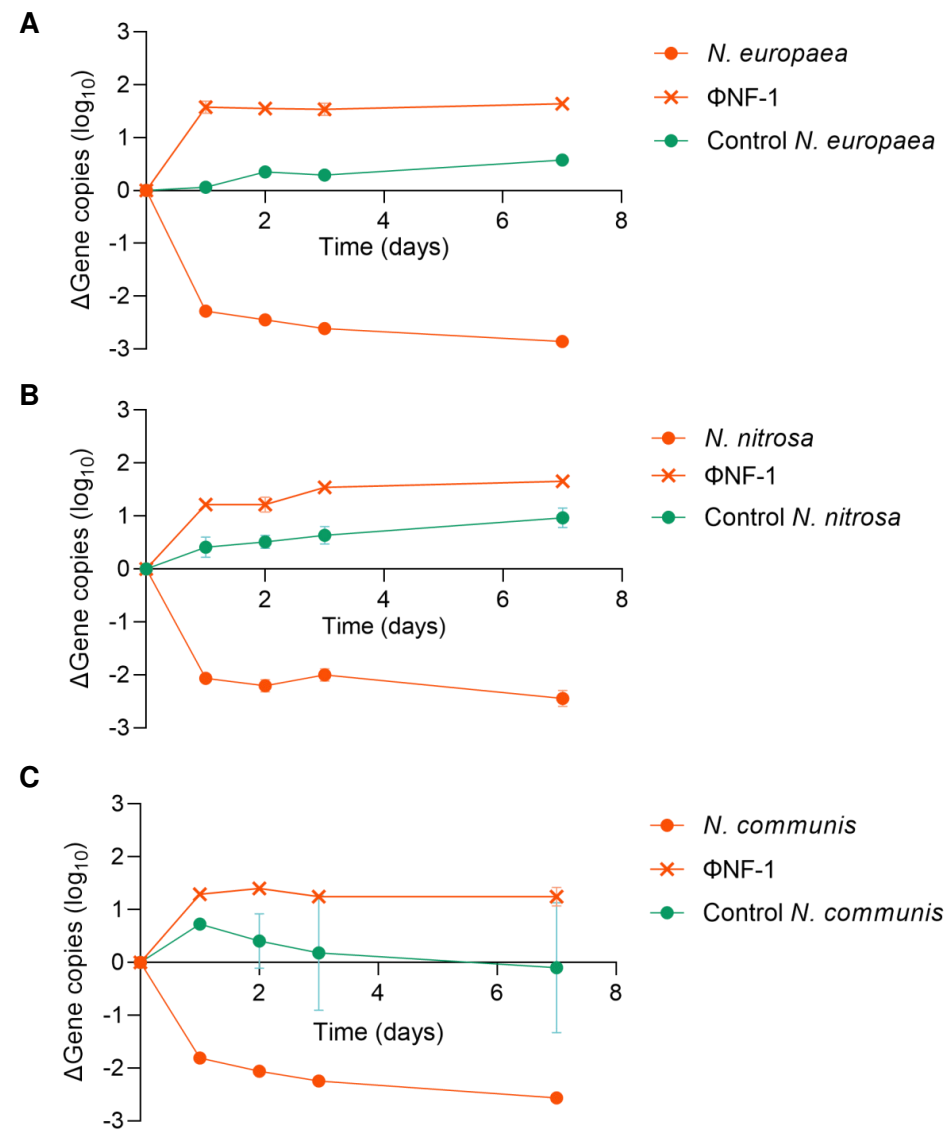 A
ΔGene copies (log10)
3
2
1
0
-1
-2
-3
2 4 6 8
Time (days)
N. europaea
ΦNF-1
Control N. europaea
B
ΔGene copies (log10)
3
2
1
0
-1
-2
-3
2 4 6 8
Time (days)
N. nitrosa
ΦNF-1
Control N. nitrosa
C
ΔGene copies (log10)
3
2
1
0
-1
-2
-3
2 4 6 8
Time (days)
N. communis
ΦNF-1
Control N. communis